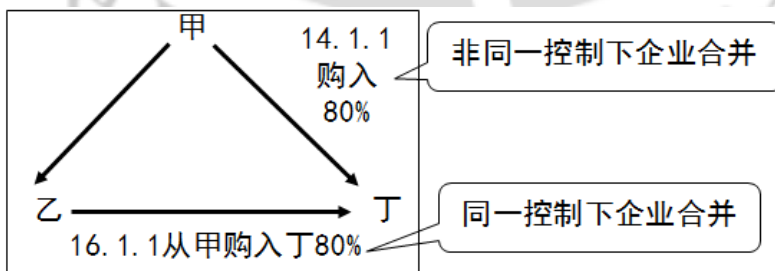 甲
14.1.1
购入
80%
非同一控制下企业合并
乙
丁
16.1.1从甲购入丁80%
同一控制下企业合并